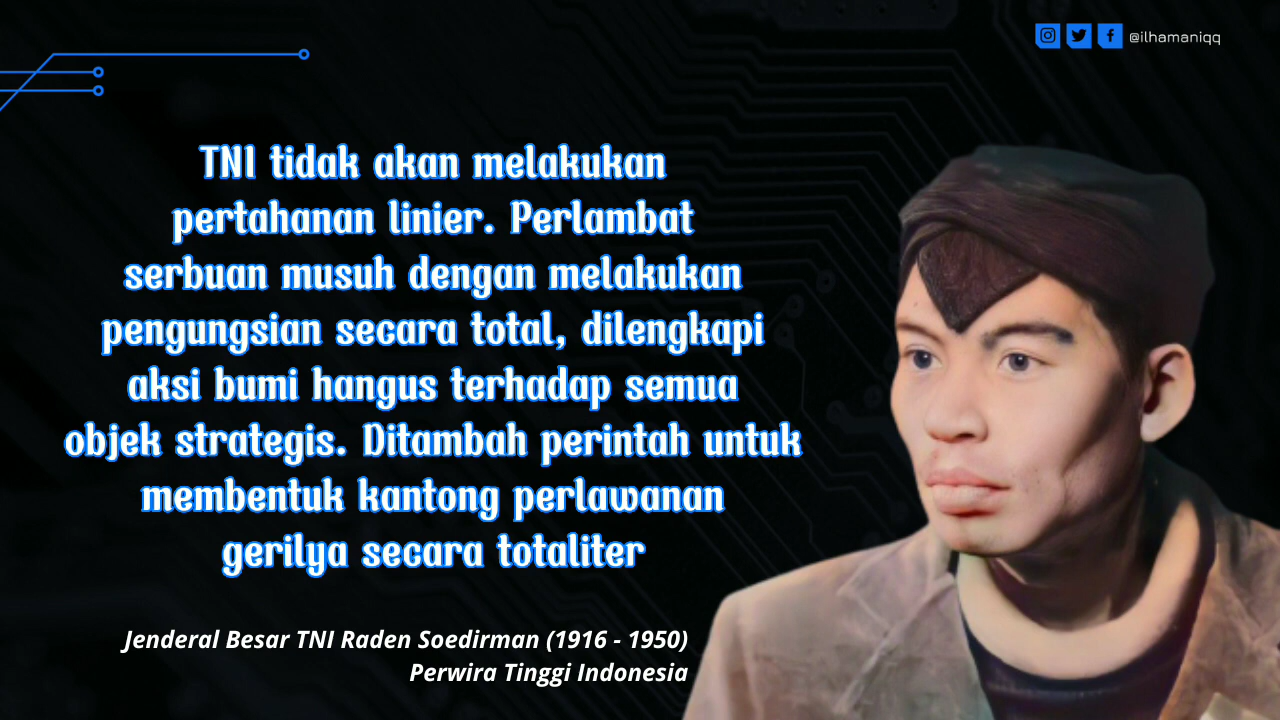 @ilhamaniqq
TNI tidak akan melakukan
pertahanan linier. Perlambat
serbuan musuh dengan melakukan
pengungsian secara total, dilengkapi
aksi bumi hangus terhadap semua
objek strategis. Ditambah perintah untuk
membentuk kantong perlawanan
gerilya secara totaliter
Jenderal Besar TNI Raden Soedirman (1916 - 1950)
Perwira Tinggi Indonesia